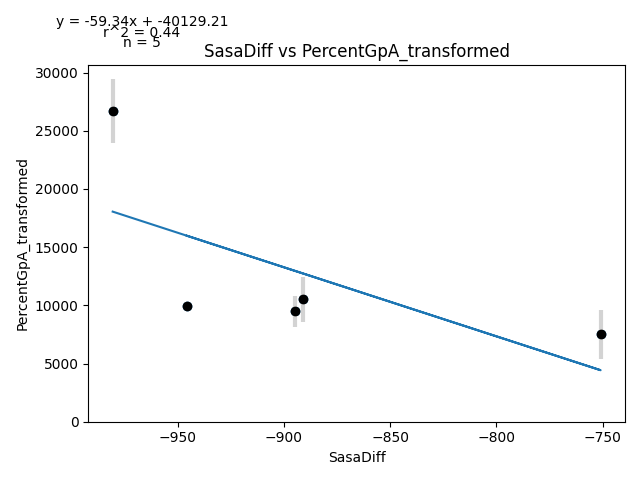 y = -59.34x + -40129.21
r^2 = 0.44
n = 5
SasaDiff vs PercentGpA_transformed
30000
25000
20000
15000
10000
5000
0
PercentGpA_transformed
−950
−900
−850
−800
−750
SasaDiff